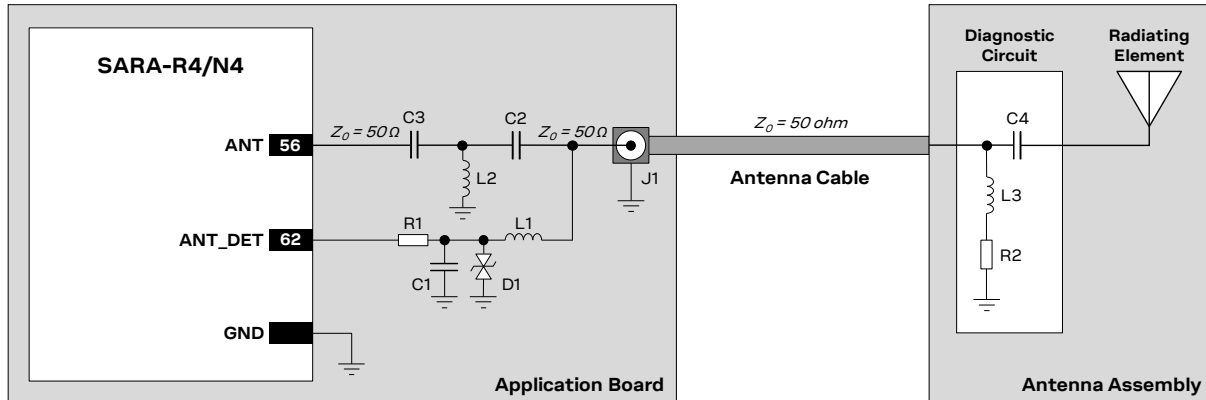 SARA-R4/N4
ANT
56
Z₀ = 50 Ω
C3
L2
C2
Z₀ = 50 Ω
J1
ANT_DET
62
R1
C1
D1
L1
GND
Application Board
Z₀ = 50 ohm
Antenna Cable
Diagnostic
Circuit
Radiating
Element
C4
L3
R2
Antenna Assembly